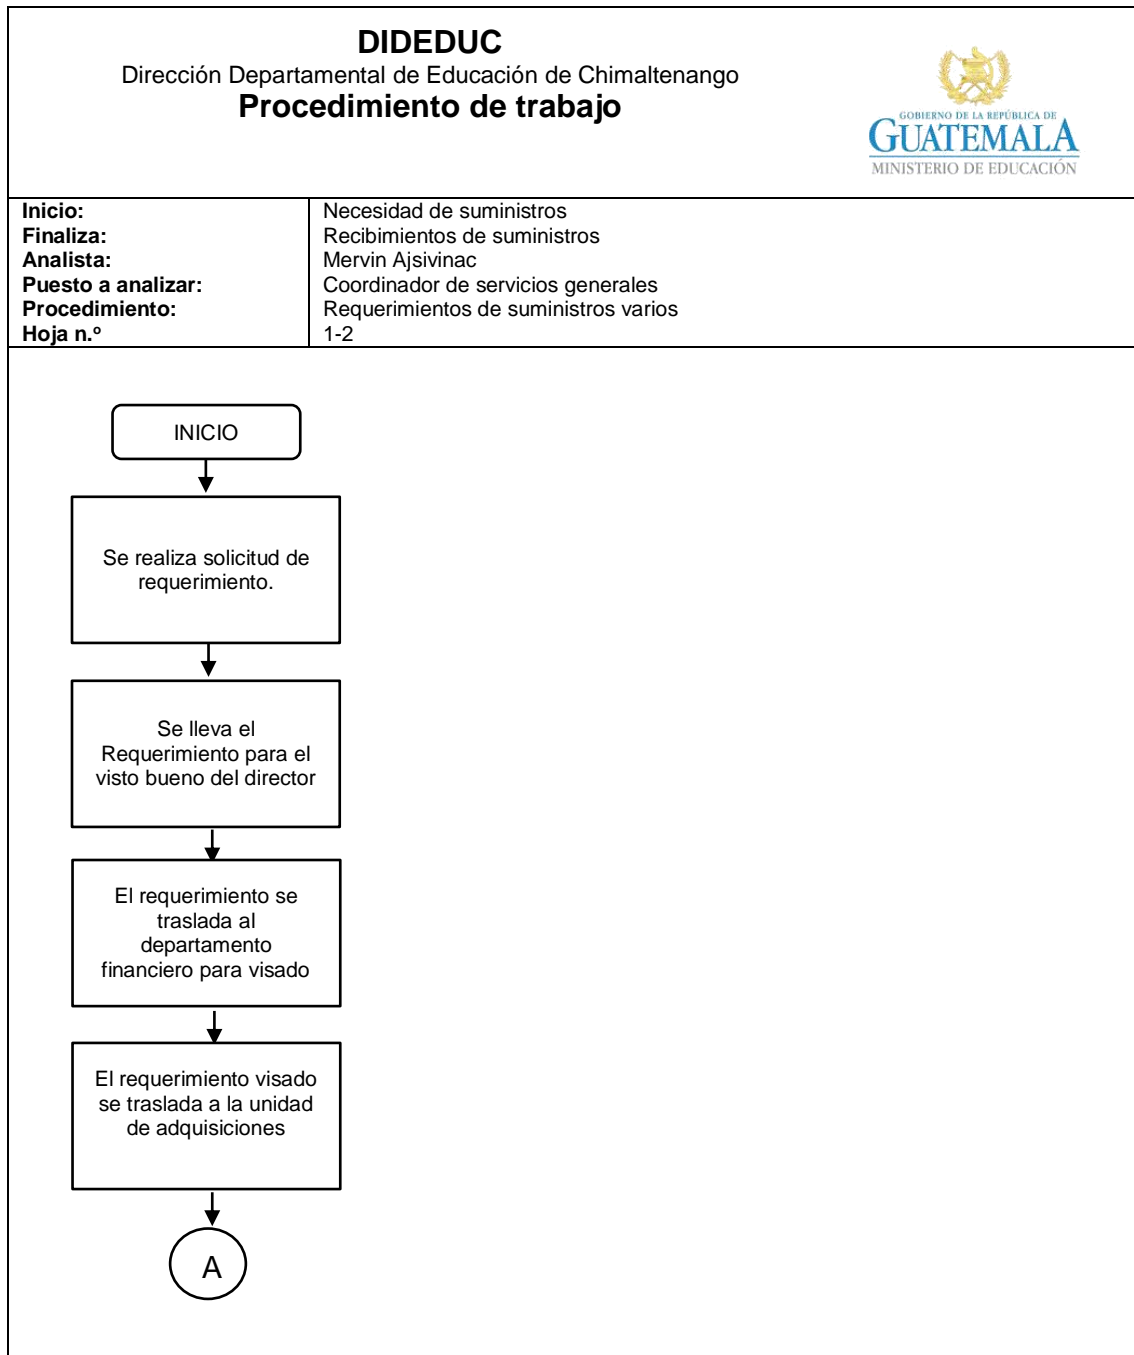 DIDEDUC
Dirección Departamental de Educación de Chimaltenango
Procedimiento de trabajo
GOBIERNO DE LA REPÚBLICA DE
GUATEMALA
MINISTERIO DE EDUCACIÓN
Inicio: Necesidad de suministros
Finaliza: Recibimientos de suministros
Analista: Mervin Ajsivinac
Puesto a analizar: Coordinador de servicios generales
Procedimiento: Requerimientos de suministros varios
Hoja n.º 1-2
INICIO
Se realiza solicitud de
requerimiento.
Se lleva el
Requerimiento para el
visto bueno del director
El requerimiento se
traslada al
departamento
financiero para visado
El requerimiento visado
se traslada a la unidad
de adquisiciones
A